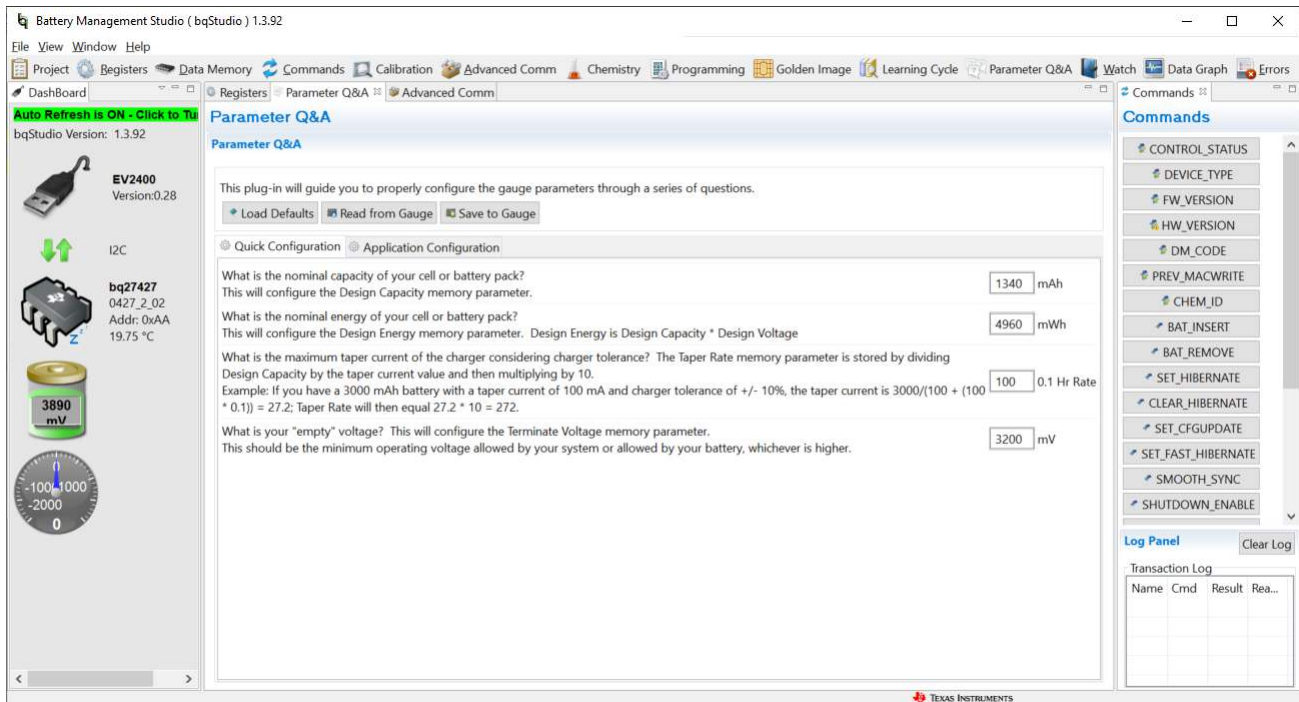 Battery Management Studio ( bqStudio ) 1.3.92
File View Window Help
Project Registers Data Memory Commands Calibration Advanced Comm Chemistry Programming Golden Image Learning Cycle Parameter Q&A Watch Data Graph Errors
DashBoard
Auto Refresh is ON - Click to Tu
bqStudio Version: 1.3.92
EV2400
Version:0.28
I2C
bq27427
0427_2_02
Addr: 0xAA
19.75 °C
z z
3890
mV
0
-1000 1000
-2000
0
Registers Parameter Q&A Advanced Comm
Parameter Q&A
Parameter Q&A
This plug-in will guide you to properly configure the gauge parameters through a series of questions.
Load Defaults Read from Gauge Save to Gauge
Quick Configuration Application Configuration
What is the nominal capacity of your cell or battery pack?
This will configure the Design Capacity memory parameter.
1340 mAh
What is the nominal energy of your cell or battery pack?
This will configure the Design Energy memory parameter. Design Energy is Design Capacity * Design Voltage
4960 mWh
What is the maximum taper current of the charger considering charger tolerance? The Taper Rate memory parameter is stored by dividing
Design Capacity by the taper current value and then multiplying by 10.
Example: If you have a 3000 mAh battery with a taper current of 100 mA and charger tolerance of +/- 10%, the taper current is 3000/(100 + (100
* 0.1)) = 27.2; Taper Rate will then equal 27.2 * 10 = 272.
100 0.1 Hr Rate
What is your "empty" voltage? This will configure the Terminate Voltage memory parameter.
This should be the minimum operating voltage allowed by your system or allowed by your battery, whichever is higher.
3200 mV
Commands
Commands
CONTROL_STATUS
DEVICE_TYPE
FW_VERSION
HW_VERSION
DM_CODE
PREV_MACWRITE
CHEM_ID
BAT_INSERT
BAT_REMOVE
SET_HIBERNATE
CLEAR_HIBERNATE
SET_CFGUPDATE
SET_FAST_HIBERNATE
SMOOTH_SYNC
SHUTDOWN_ENABLE
Log Panel Clear Log
Transaction Log
Name Cmd Result Rea...
TEXAS INSTRUMENTS